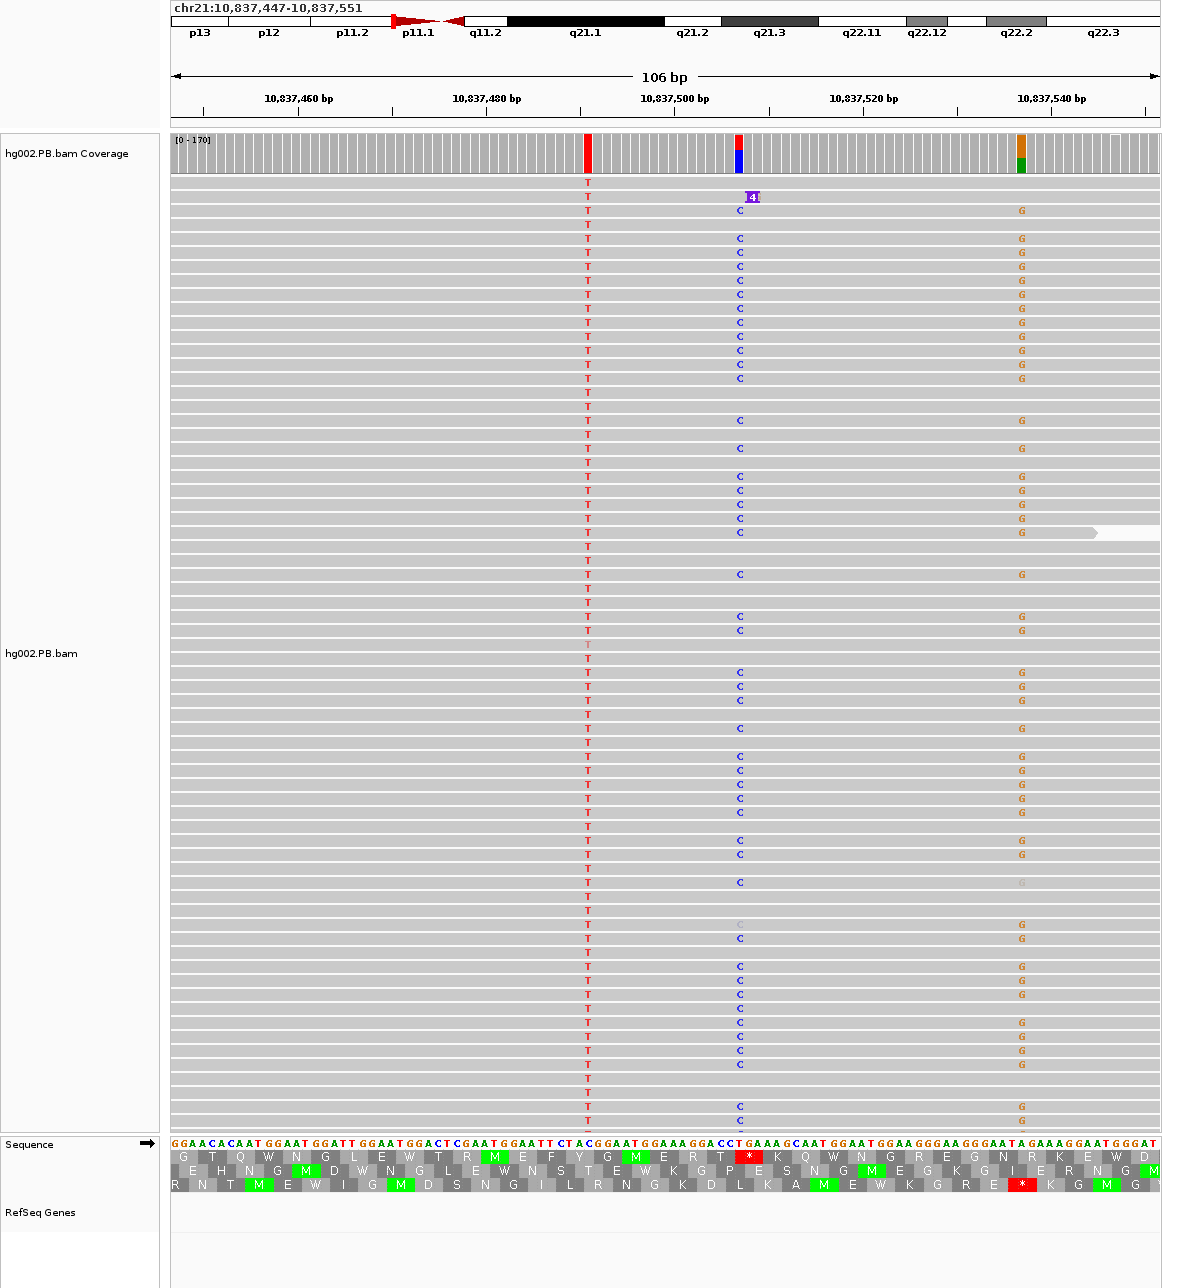 chr21:10,837,447-10,837,551
p13 p12 p11.2 p11.1 q11.2 q21.1 q21.2 q21.3 q22.11 q22.12 q22.2 q22.3
106 bp
10,837,460 bp 10,837,480 bp 10,837,500 bp 10,837,520 bp 10,837,540 bp
[0 - 170]
hg002.PB.bam Coverage
T
T 4
T C G
T
T C G
T C G
T C G
T C G
T C G
T C G
T C G
T C G
T C G
T C G
T C G
T
T
T C G
T
T C G
T
T C G
T C G
T C G
T C G
T C G
T
T
T C G
T
T
T C G
T C G
T
hg002.PB.bam T
T C G
T C G
T C G
T
T C G
T
T C G
T C G
T C G
T C G
T C G
T
T C G
T C G
T
T C G
T
T
T C G
T C G
T
T C G
T C G
T C G
T C
T C G
T C G
T C G
T C G
T
T
T C G
T C G
Sequence GGAACACAATGGAATGGATTGGAATGGACTCGAATGGAATTCTACGGAATGGAAAGGACCTGAAAGCAATGGAATGGAAGGGAAGGGAATAGAAAGGAATGGGAT
G T Q W N G L E W T R M E F Y G M E R T * K Q W N G R E G N R K E W D
E H N G M D W N G L E W N S T E W K G P E S N G M E G K G I E R N G M
R N T M E W I G M D S N G I L R N G K D L K A M E W K G R E * K G M G
RefSeq Genes